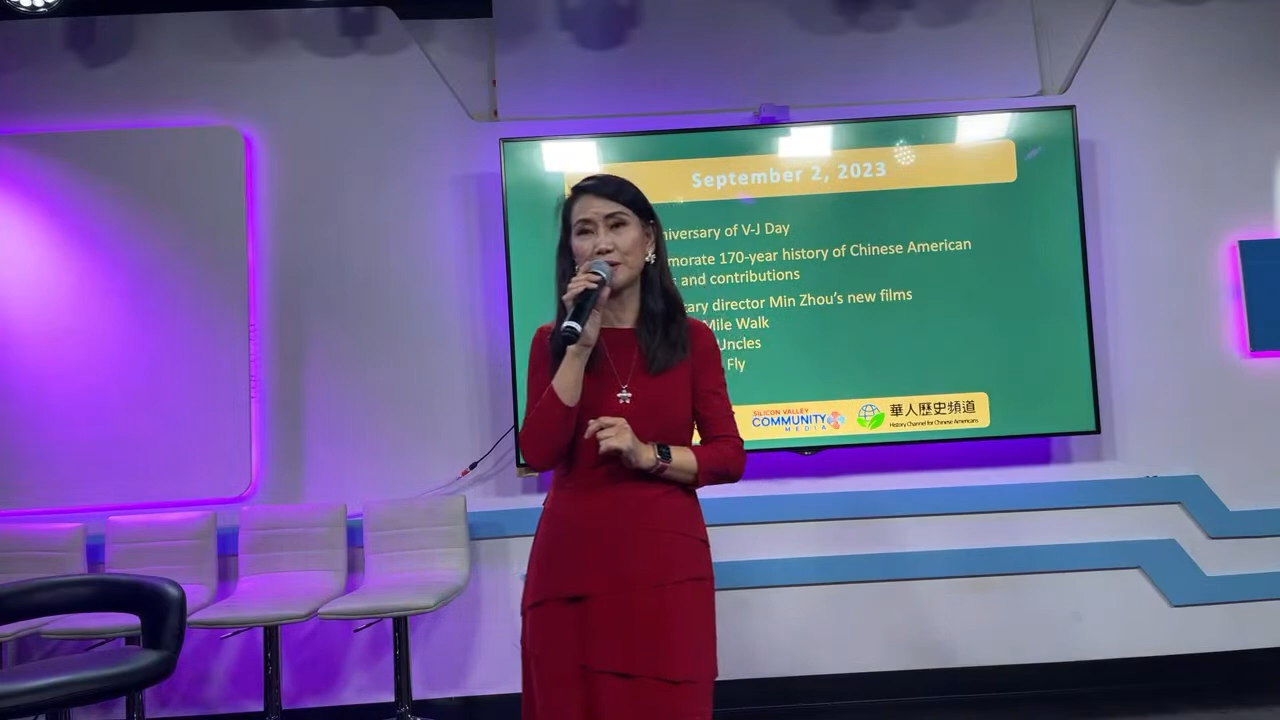 September 2, 2023
niversary of V-J Day
morate 170-year history of Chinese American
s and contributions
tary director Min Zhou's new films
Mile Walk
Uncles
Fly
SILICON VALLEY
COMMUNITY
MEDIA
華人歷史頻道
History Channel for Chinese Americans